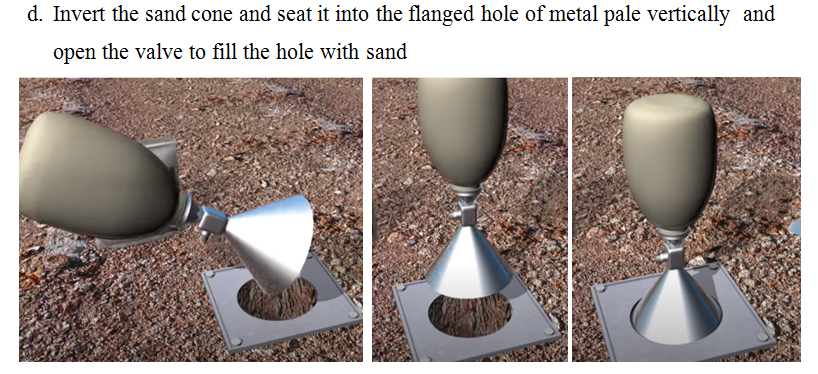 d. Invert the sand cone and seat it into the flanged hole of metal pale vertically and
open the valve to fill the hole with sand